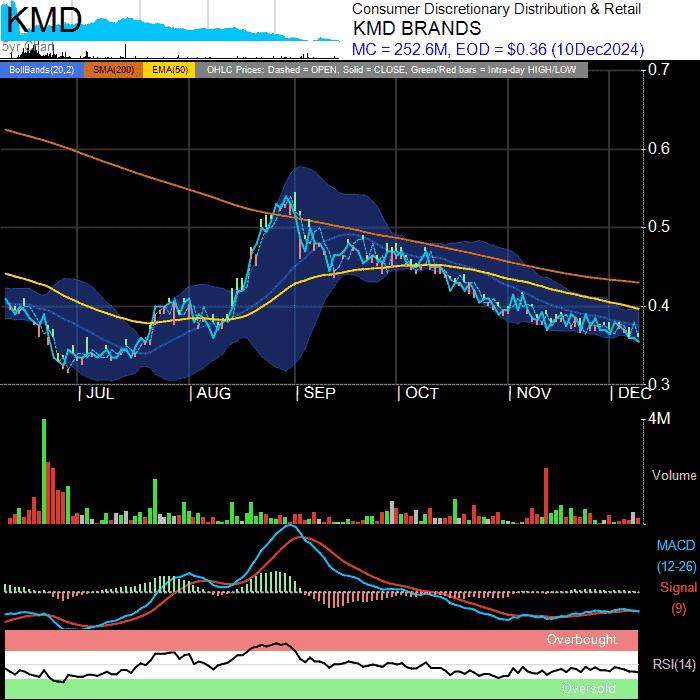 KMD
5yr Chart
Consumer Discretionary Distribution & Retail
KMD BRANDS
MC = 252.6M, EOD = $0.36 (10Dec2024)
BollBands(20,2) SMA(200) EMA(50) OHLC Prices: Dashed = OPEN, Solid = CLOSE, Green/Red bars = Intra-day HIGH/LOW
0.7
0.6
0.5
0.4
0.3
JUL AUG SEP OCT NOV DEC
4M
Volume
MACD
(12-26)
Signal
(9)
Overbought
RSI(14)
Oversold